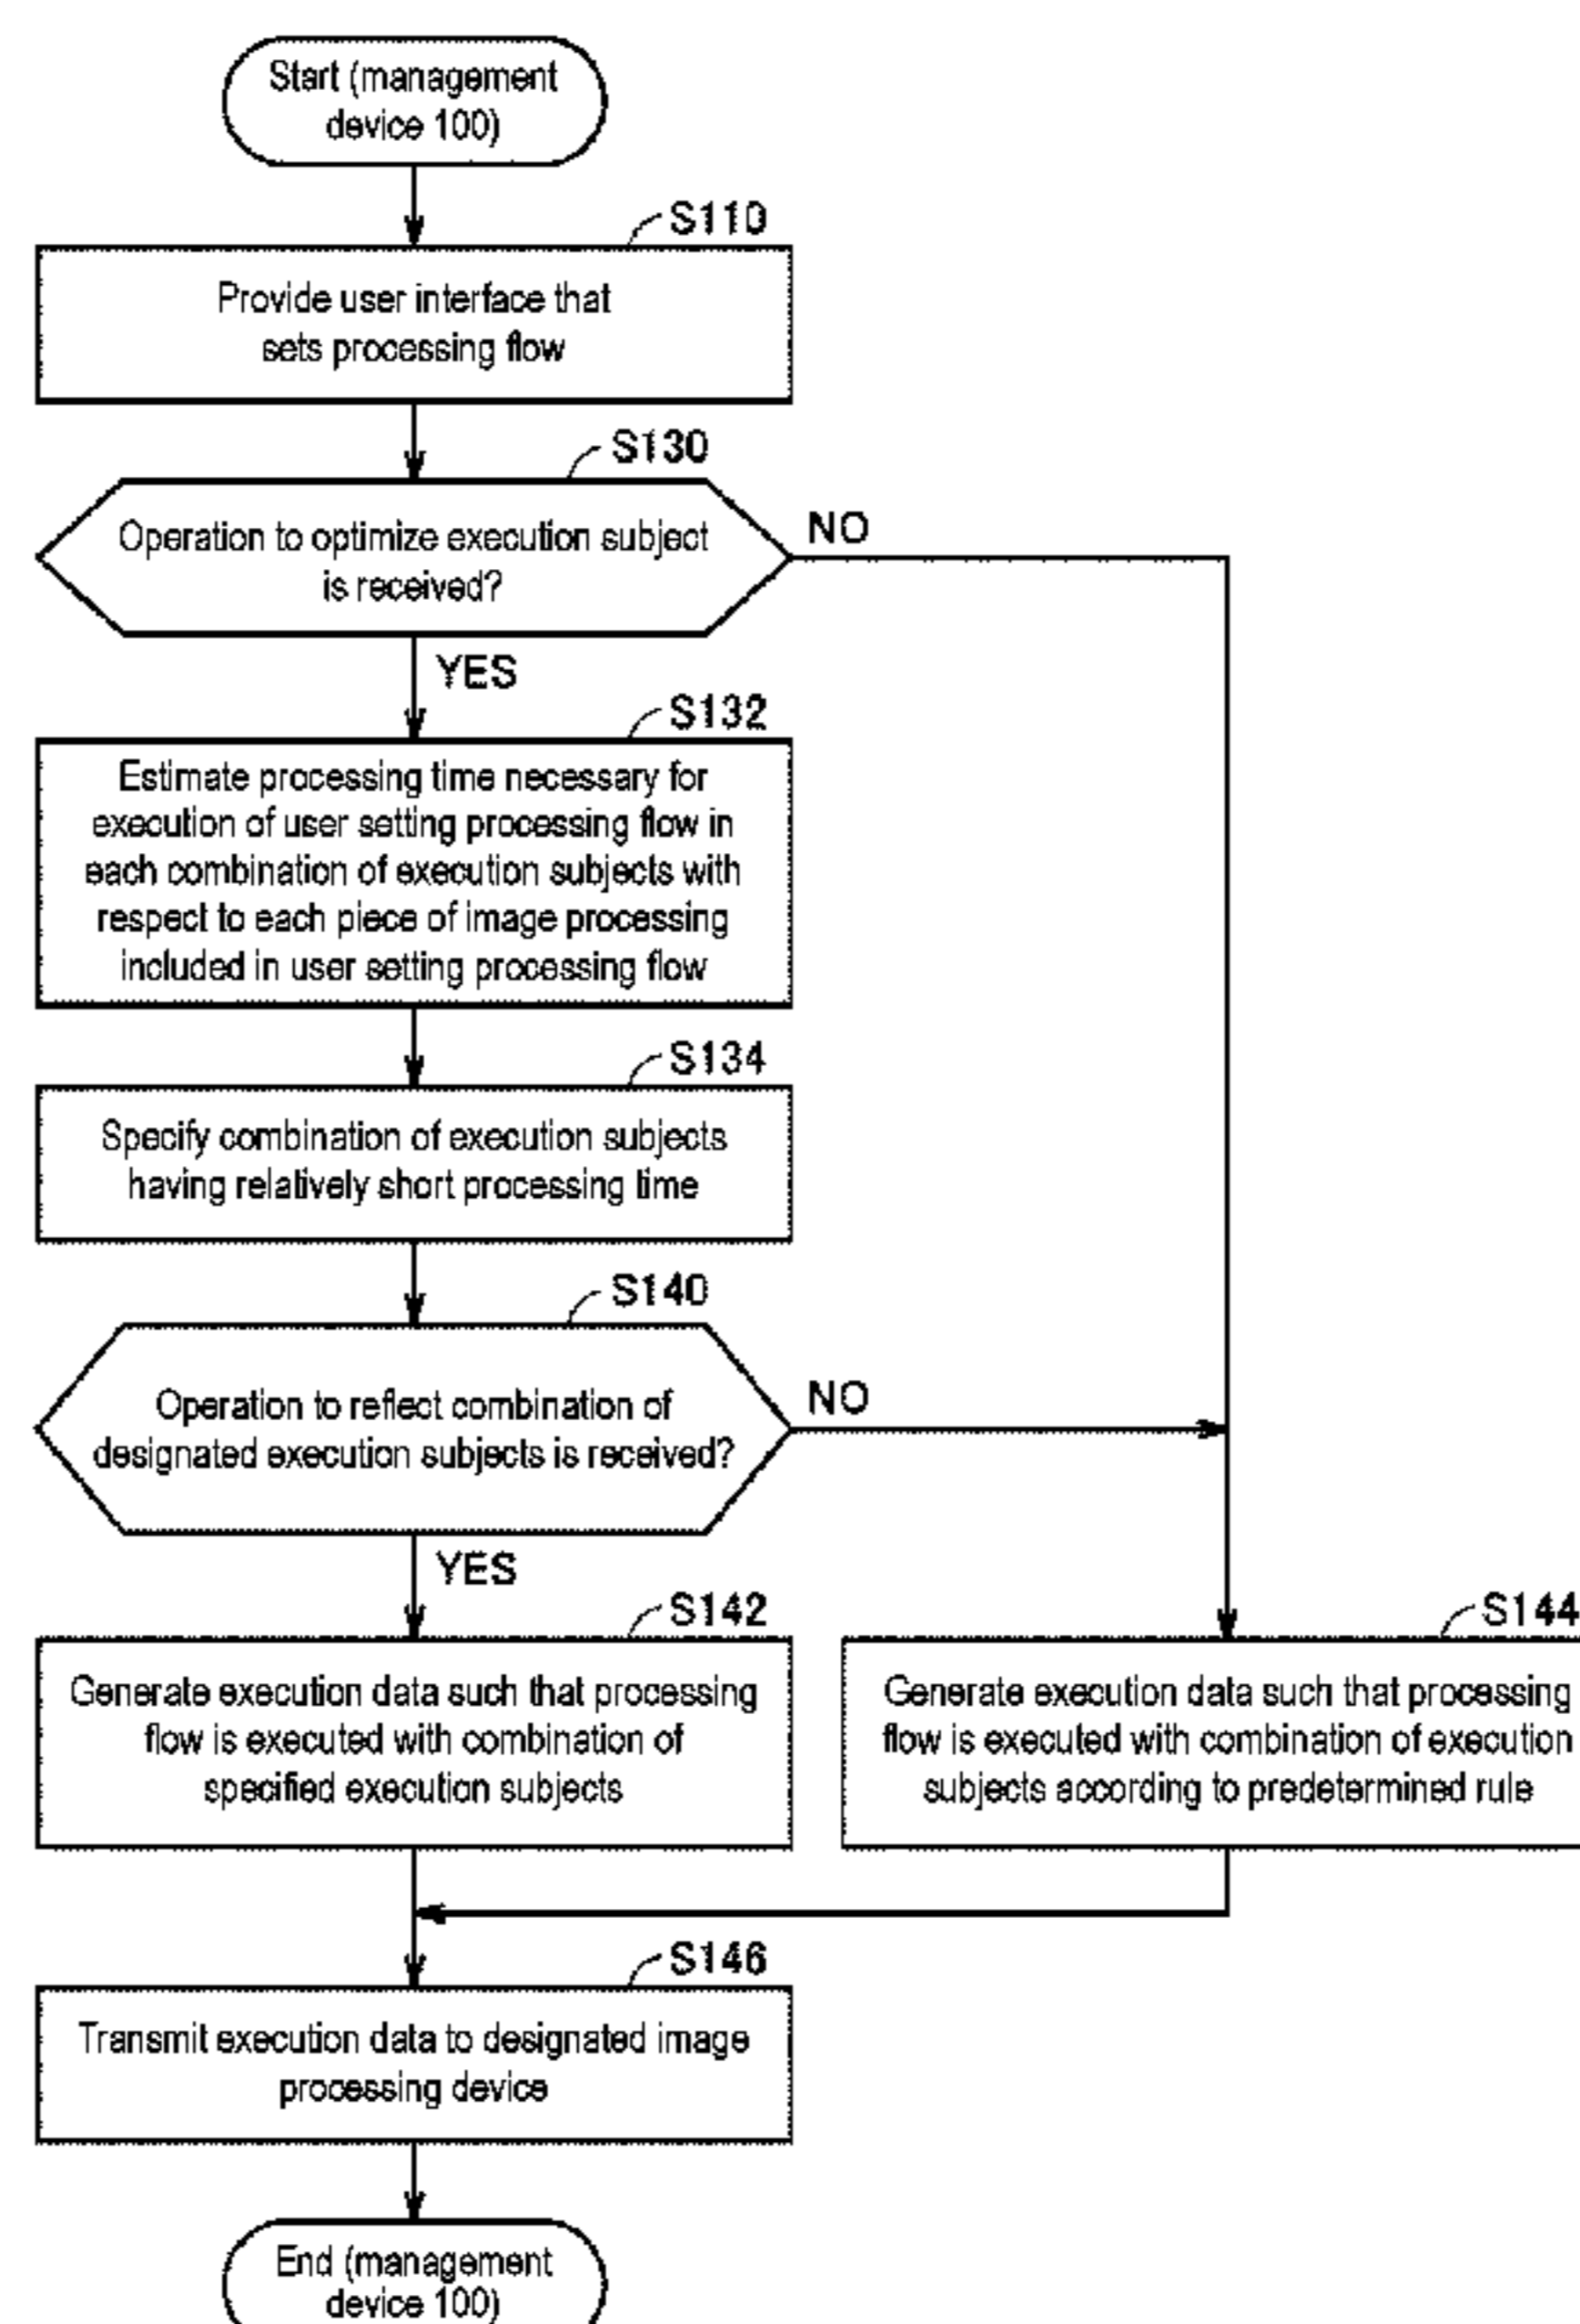 Start (management
device 100)
S110
Provide user interface that
sets processing flow
S130
Operation to optimize execution subject
is received?
NO
YES
S132
Estimate processing time necessary for
execution of user setting processing flow in
each combination of execution subjects with
respect to each piece of image processing
included in user setting processing flow
S134
Specify combination of execution subjects
having relatively short processing time
S140
Operation to reflect combination of
designated execution subjects is received?
NO
YES
S142
Generate execution data such that processing
flow is executed with combination of
specified execution subjects
S144
Generate execution data such that processing
flow is executed with combination of execution
subjects according to predetermined rule
S146
Transmit execution data to designated image
processing device
End (management
device 100)